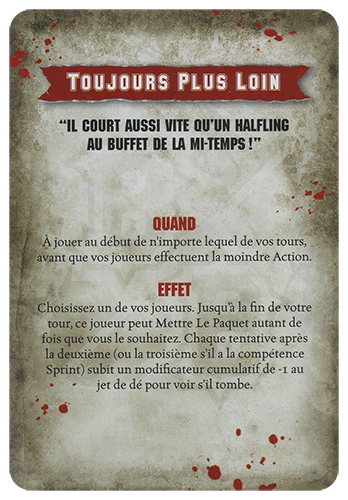 TOUJOURS PLUS LOIN
“IL COURT AUSSI VITE QU'UN HALFLING
AU BUFFET DE LA MI-TEMPS !”
QUAND
À jouer au début de n'importe lequel de vos tours,
avant que vos joueurs effectuent la moindre Action.
EFFET
Choisissez un de vos joueurs. Jusqu'à la fin de votre
tour, ce joueur peut Mettre Le Paquet autant de
fois que vous le souhaitez. Chaque tentative après
la deuxième (ou la troisième s'il a la compétence
Sprint) subit un modificateur cumulatif de -1 au
jet de dé pour voir s'il tombe.